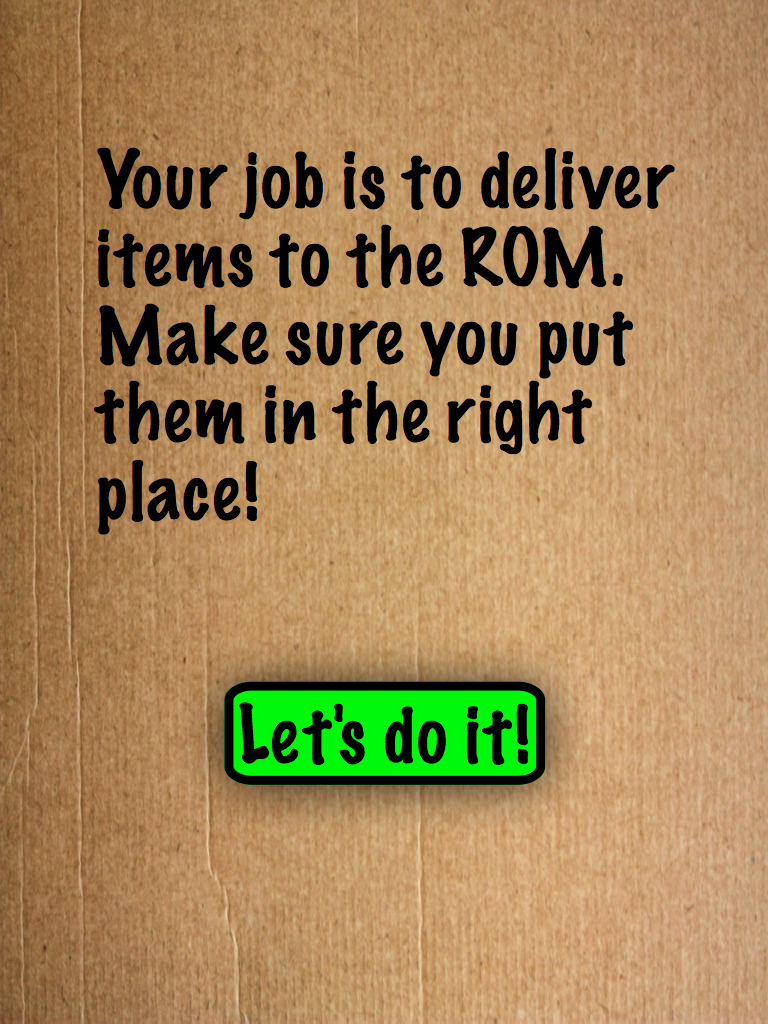 Your job is to deliver
items to the ROM.
Make sure you put
them in the right
place!
Let's do it!